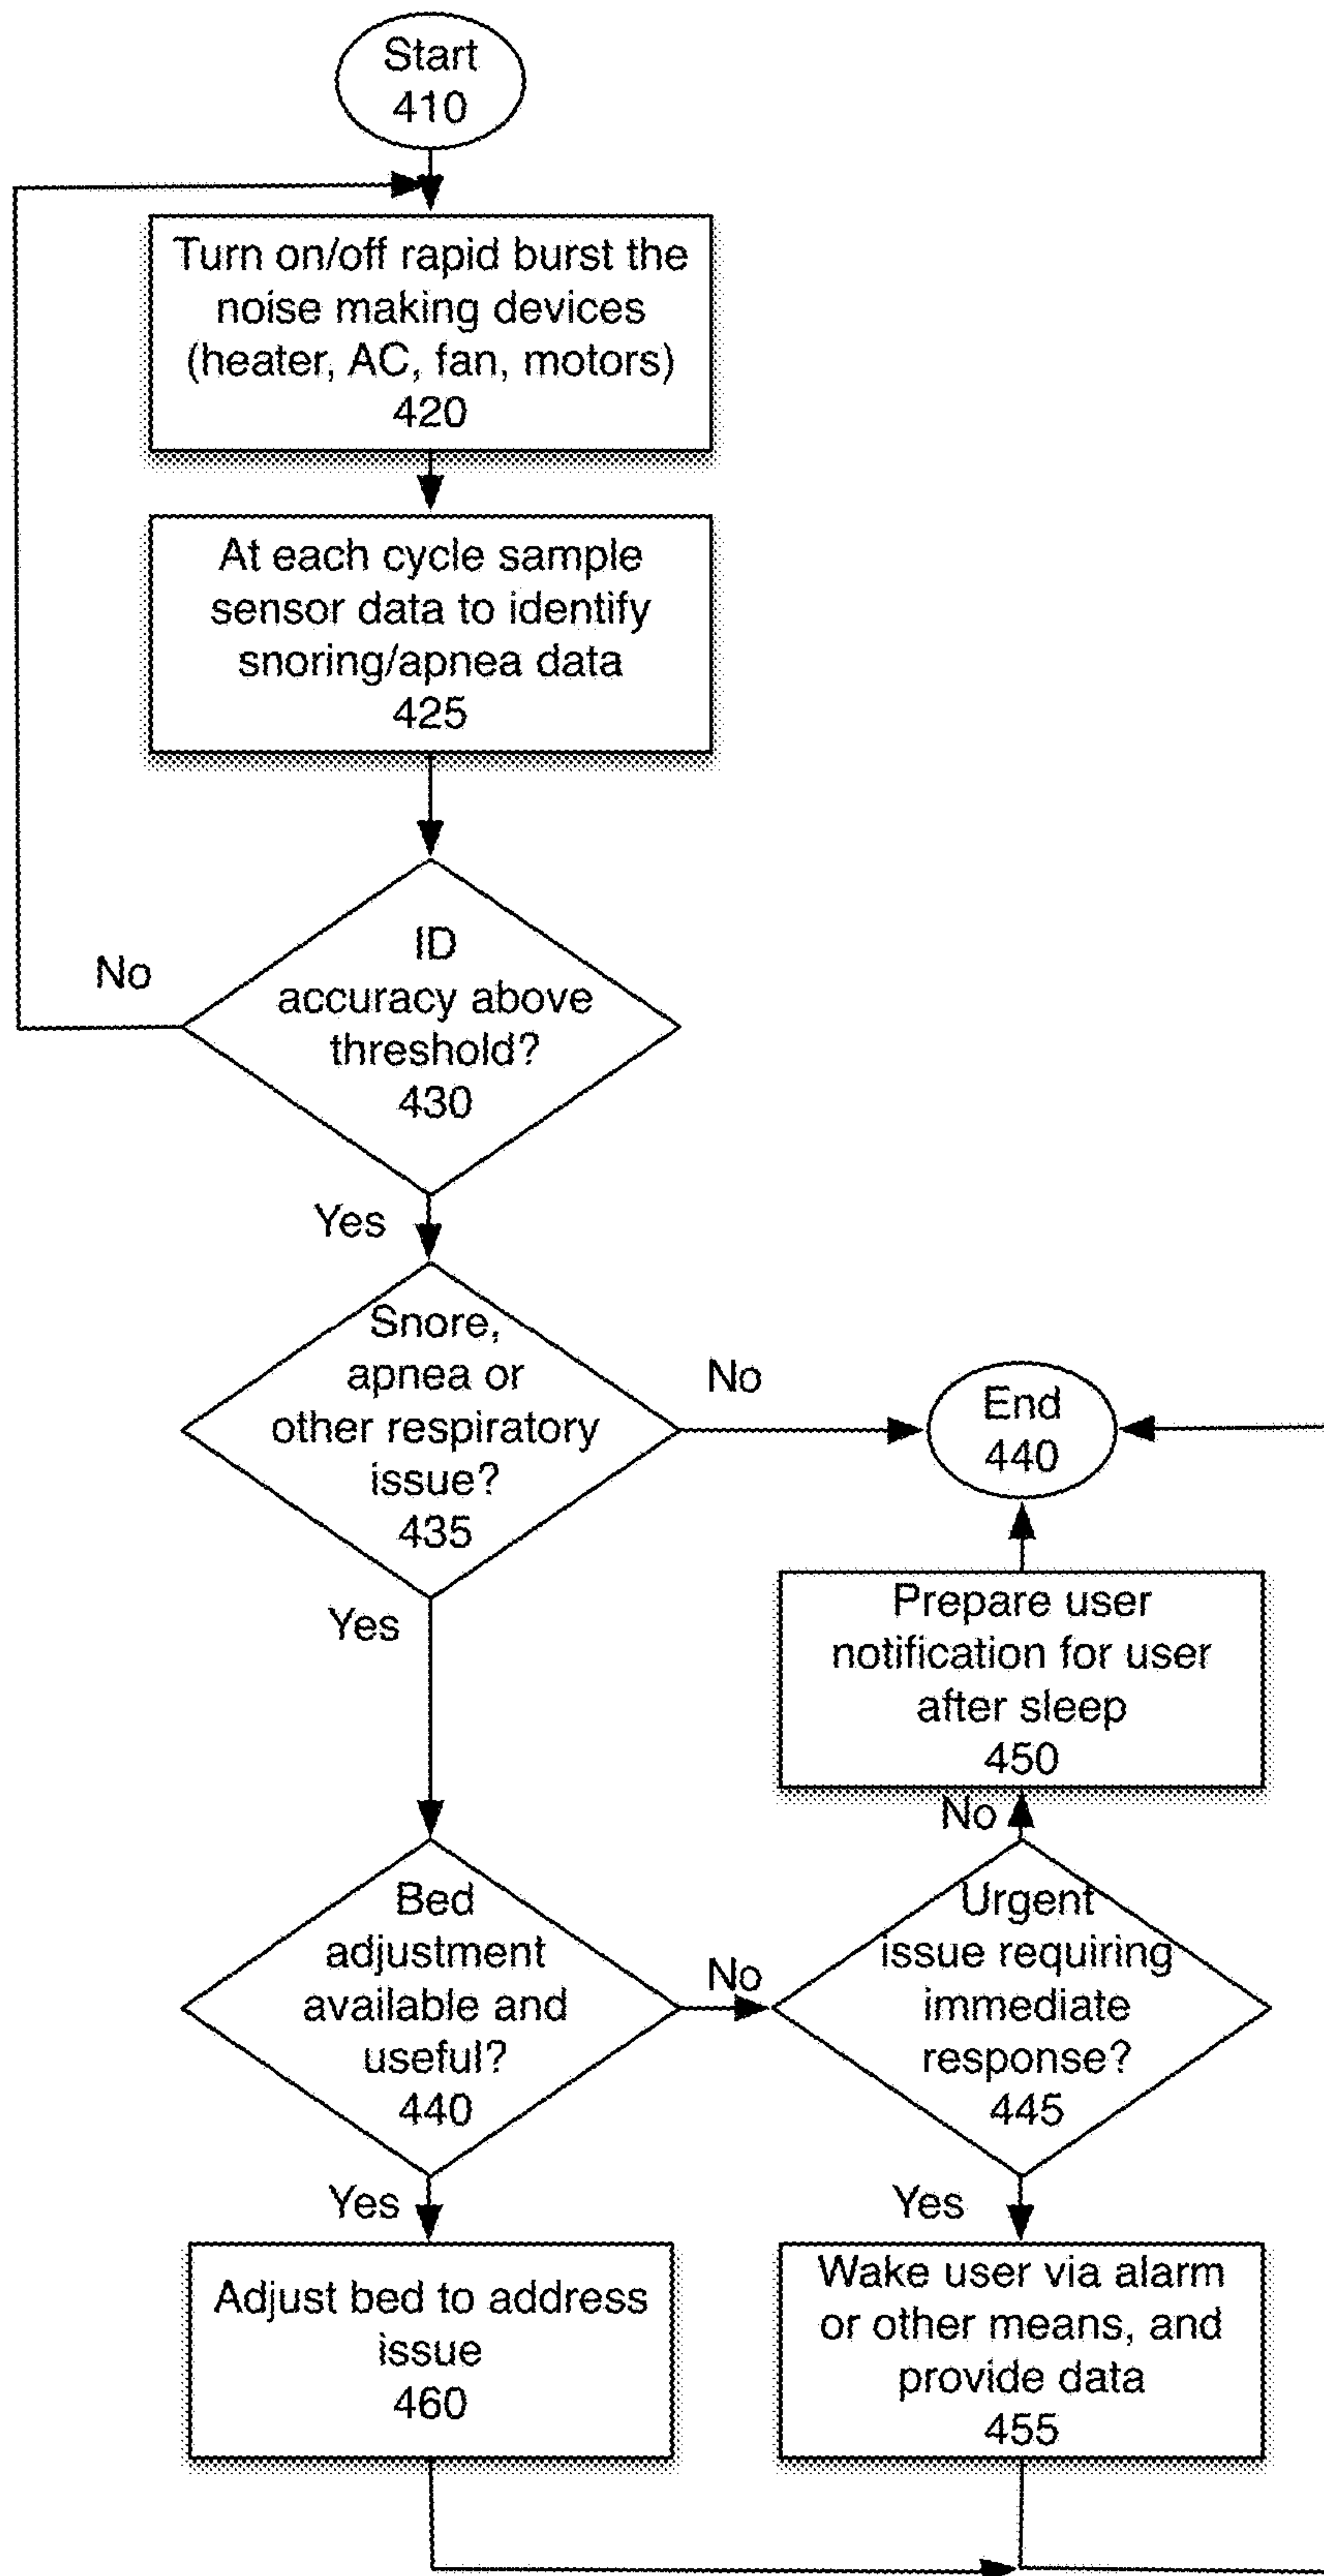 Start
410
Turn on/off rapid burst the
noise making devices
(heater, AC, fan, motors)
420
At each cycle sample
sensor data to identify
snoring/apnea data
425
ID
accuracy above
threshold?
430
No
Yes
Snore,
apnea or
other respiratory
issue?
435
No
End
440
Yes
Prepare user
notification for user
after sleep
450
No
Bed
adjustment
available and
useful?
440
No
Urgent
issue requiring
immediate
response?
445
Yes
Yes
Adjust bed to address
issue
460
Wake user via alarm
or other means, and
provide data
455